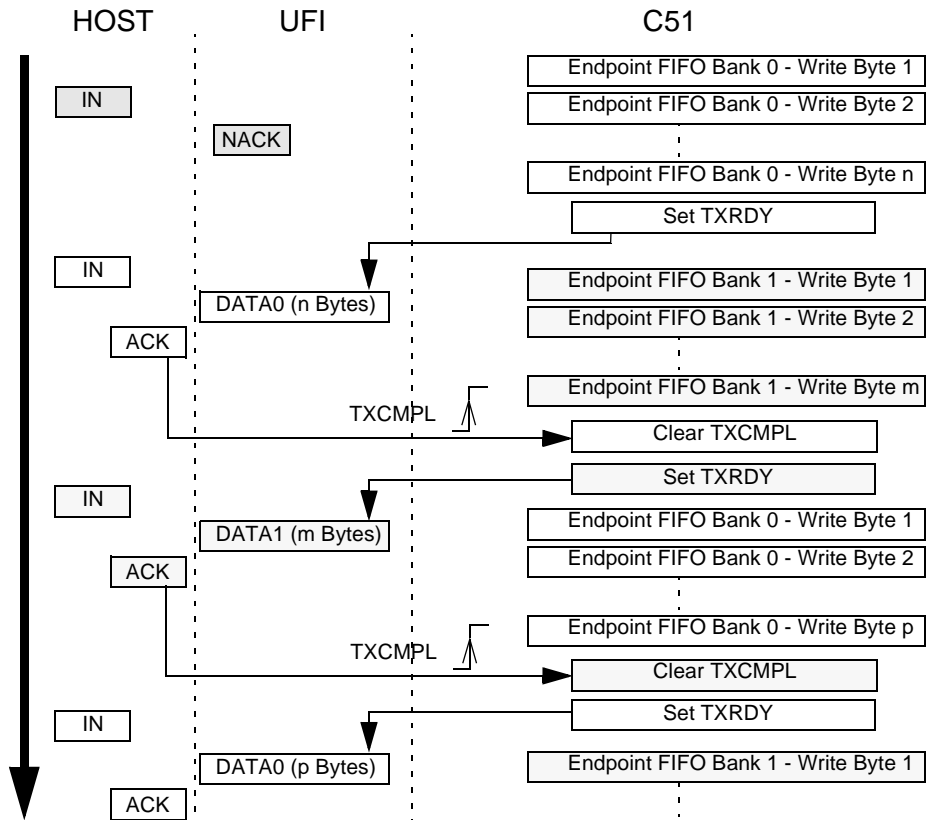 HOST UFI C51
Endpoint FIFO Bank 0 - Write Byte 1
IN
Endpoint FIFO Bank 0 - Write Byte 2
NACK
Endpoint FIFO Bank 0 - Write Byte n
Set TXRDY
IN
Endpoint FIFO Bank 1 - Write Byte 1
DATA0 (n Bytes)
Endpoint FIFO Bank 1 - Write Byte 2
ACK
Endpoint FIFO Bank 1 - Write Byte m
TXCMPL
Clear TXCMPL
Set TXRDY
IN
Endpoint FIFO Bank 0 - Write Byte 1
DATA1 (m Bytes)
Endpoint FIFO Bank 0 - Write Byte 2
ACK
Endpoint FIFO Bank 0 - Write Byte p
TXCMPL
Clear TXCMPL
Set TXRDY
IN
DATA0 (p Bytes)
Endpoint FIFO Bank 1 - Write Byte 1
ACK